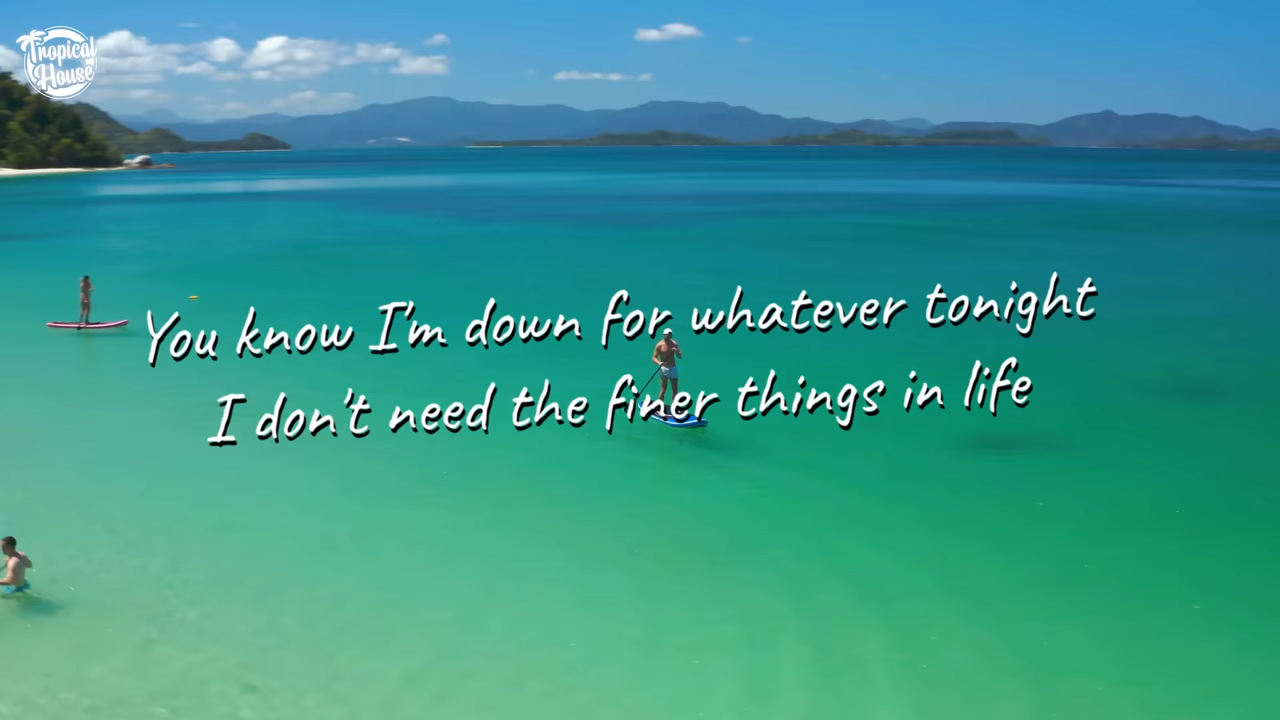 Tropical
House
You know I'm down for whatever tonight
I don't need the finer things in life